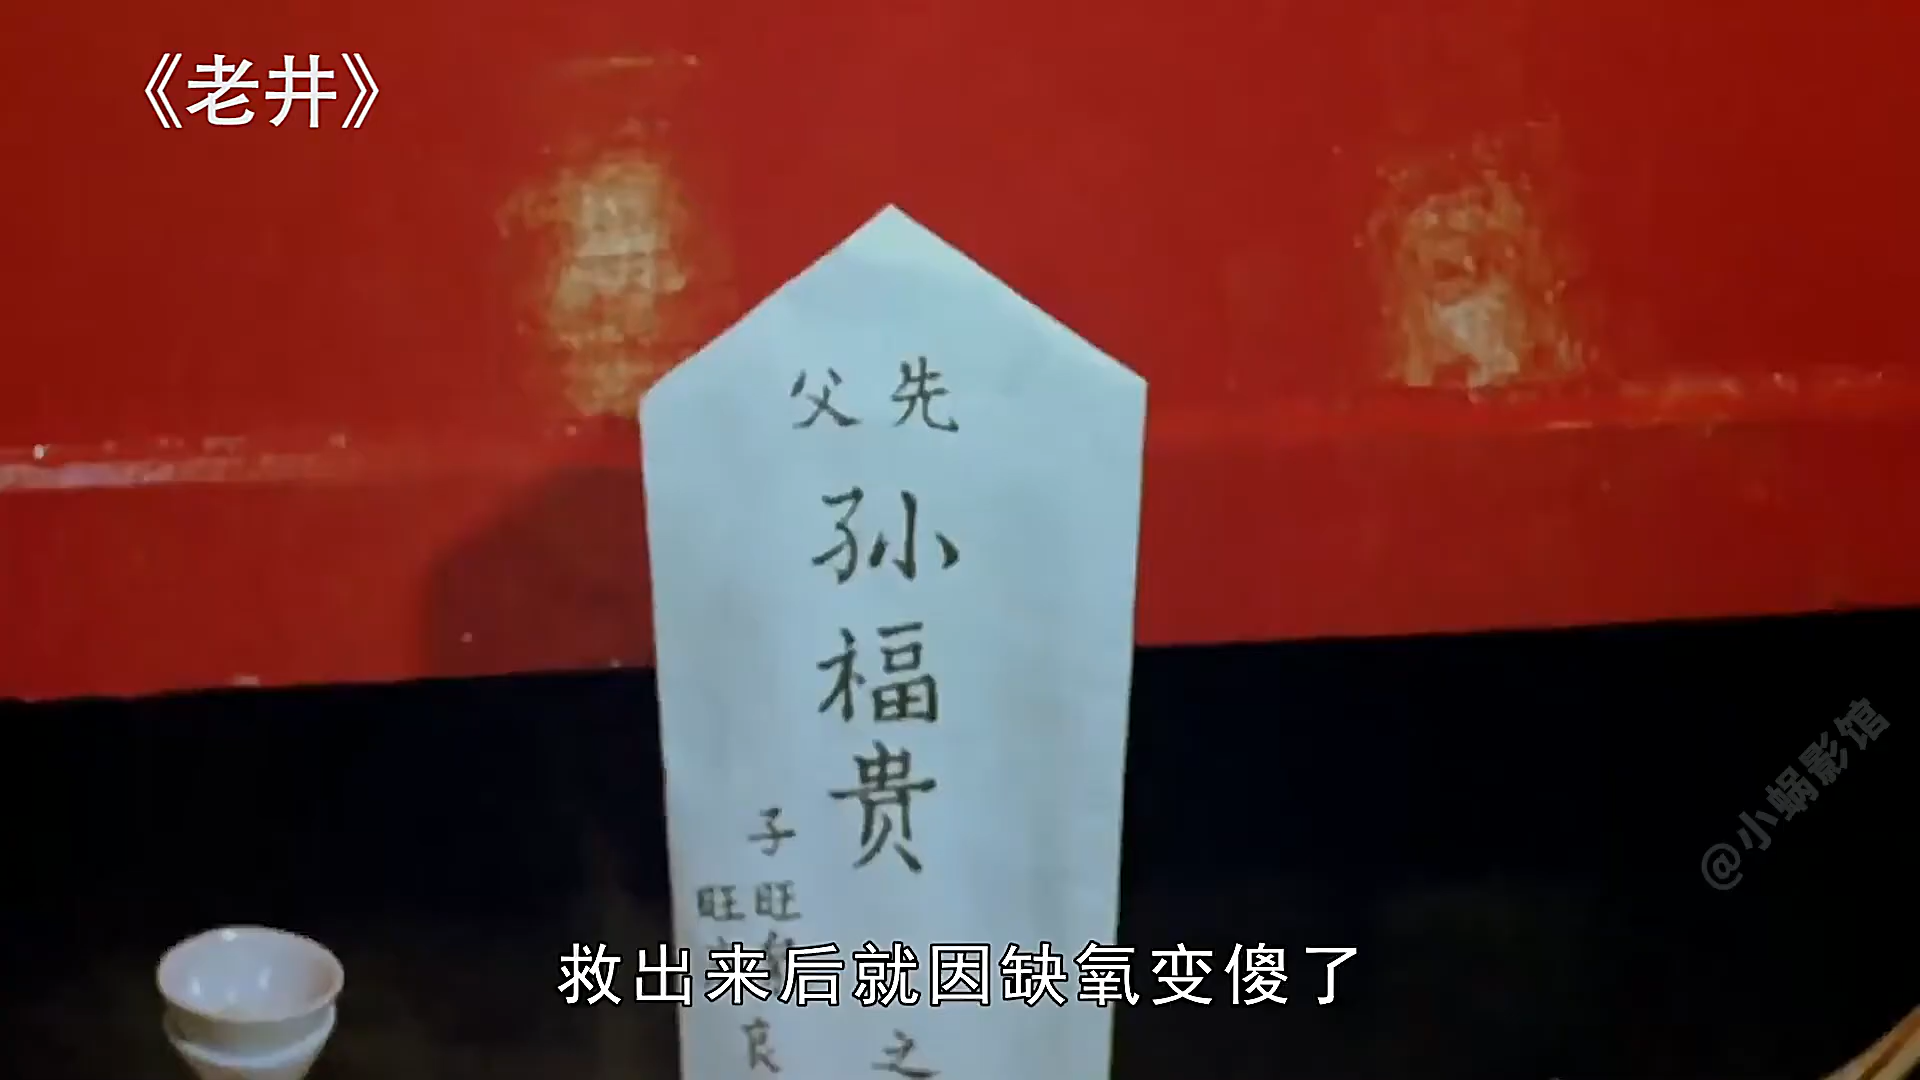 《老井》
先父
孙福贵
子
旺旺
良
之
救出来后就因缺氧变傻了
@小蜗影馆